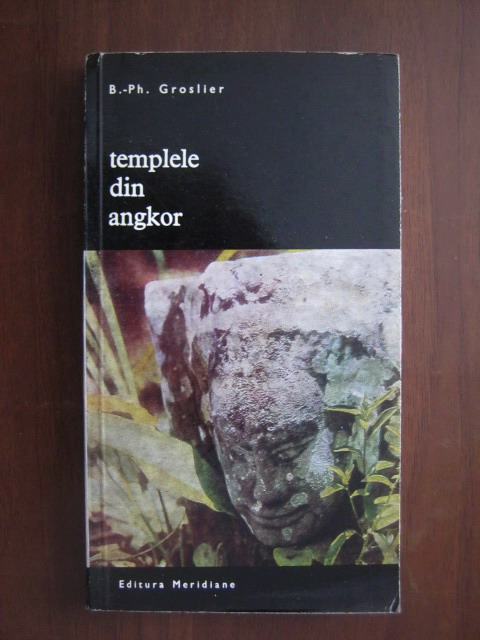 B.-Ph. Groslier
templele
din
angkor
Editura Meridiane